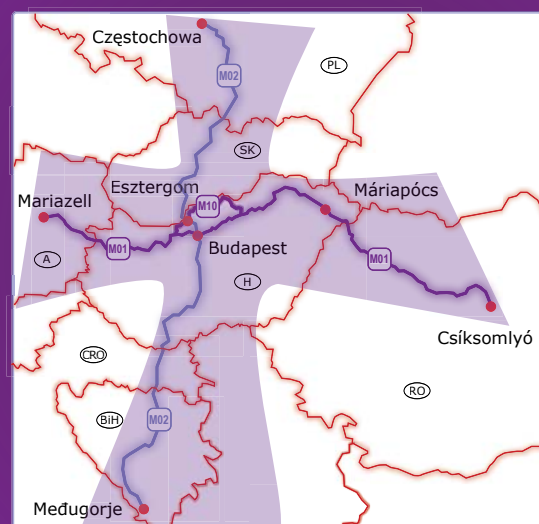 Częstochowa
PL
M02
SK
Mariazell
Esztergom
M10
Máriapócs
Budapest
M01
A
M01
H
Csíksomlyó
CRO
RO
BiH
M02
Međugorje